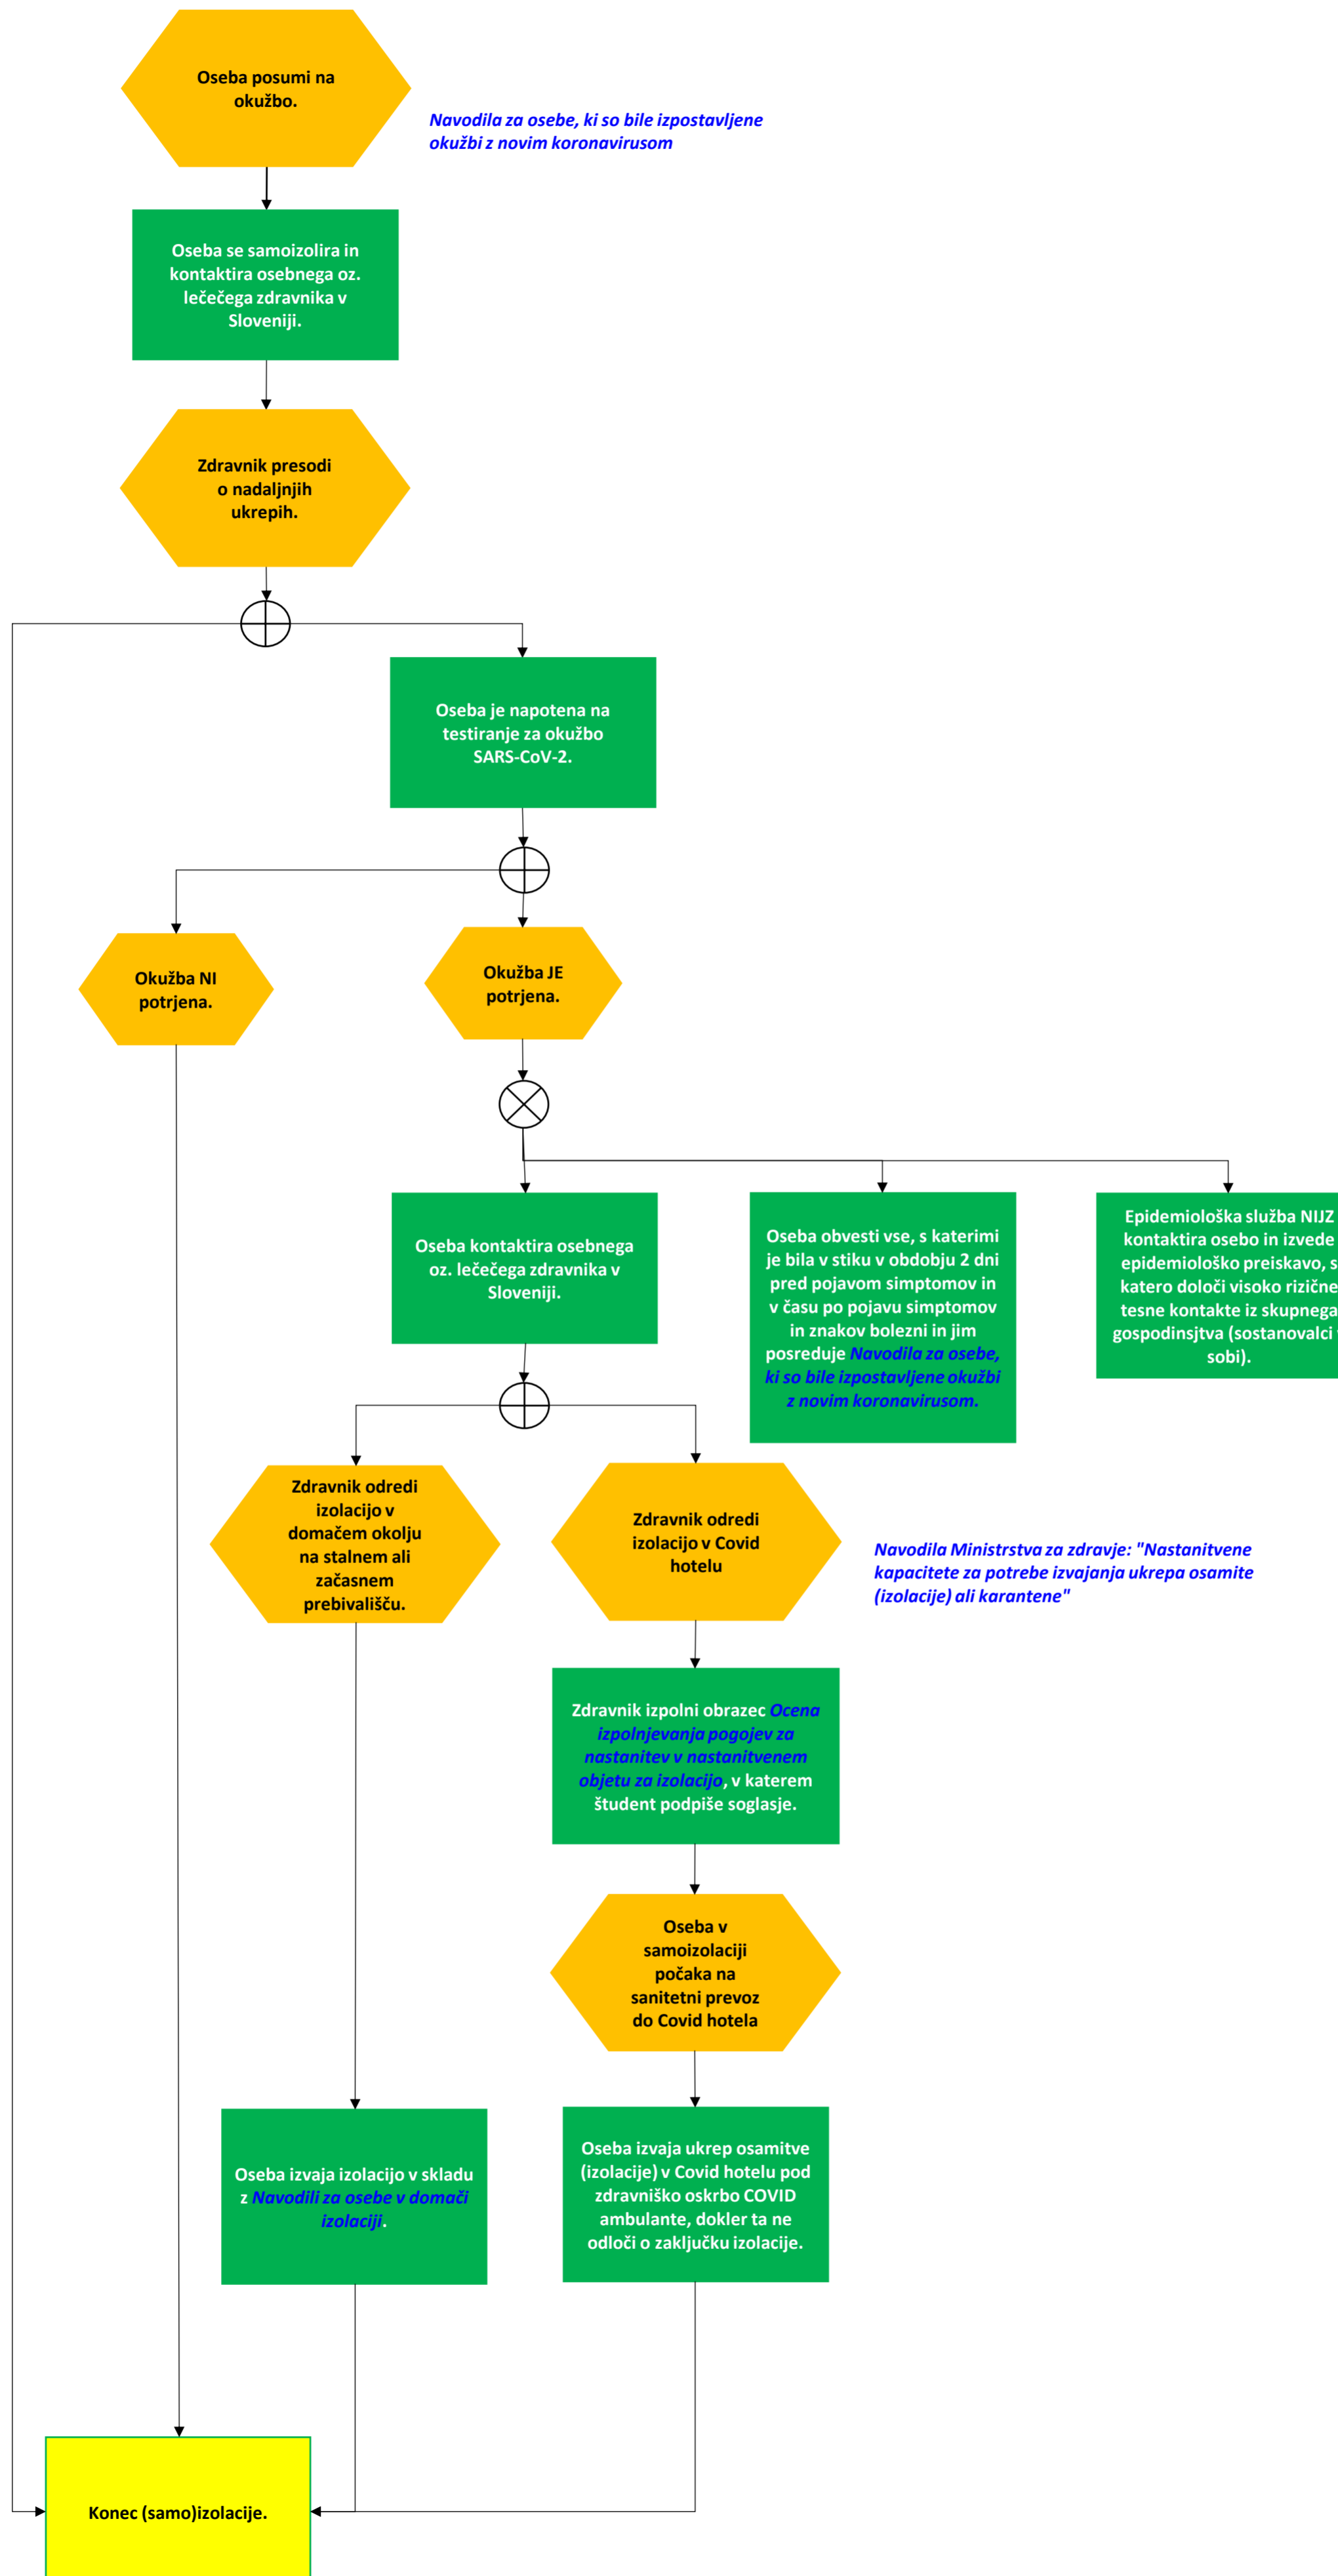 Oseba posumi na
okužbo.
Navodila za osebe, ki so bile izpostavljene
okužbi z novim koronavirusom
Oseba se samoizolira in
kontaktira osebnega oz.
lečečega zdravnika v
Sloveniji.
Zdravnik presodi
o nadaljnjih
ukrepih.
Oseba je napotena na
testiranje za okužbo
SARS-CoV-2.
Okužba NI
potrjena.
Okužba JE
potrjena.
Oseba kontaktira osebnega
oz. lečečega zdravnika v
Sloveniji.
Oseba obvesti vse, s katerimi
je bila v stiku v obdobju 2 dni
pred pojavom simptomov in
v času po pojavu simptomov
in znakov bolezni in jim
posreduje Navodila za osebe,
ki so bile izpostavljene okužbi
z novim koronavirusom.
Epidemiološka služba NIJZ
kontaktira osebo in izvede
epidemiološko preiskavo, s
katero določi visoko rizične
tesne kontakte iz skupnega
gospodinsjtva (sostanovalci
sobi).
Zdravnik odredi
izolacijo v
domačem okolju
na stalnem ali
začasnem
prebivališču.
Zdravnik odredi
izolacijo v Covid
hotelu
Navodila Ministrstva za zdravje: "Nastanitvene
kapacitete za potrebe izvajanja ukrepa osamite
(izolacije) ali karantene"
Zdravnik izpolni obrazec Ocena
izpolnjevanja pogojev za
nastanitev v nastanitvenem
objetu za izolacijo, v katerem
študent podpiše soglasje.
Oseba v
samoizolaciji
počaka na
sanitetni prevoz
do Covid hotela
Oseba izvaja izolacijo v skladu
z Navodili za osebe v domači
izolaciji.
Oseba izvaja ukrep osamitve
(izolacije) v Covid hotelu pod
zdravniško oskrbo COVID
ambulante, dokler ta ne
odloči o zaključku izolacije.
Konec (samo)izolacije.